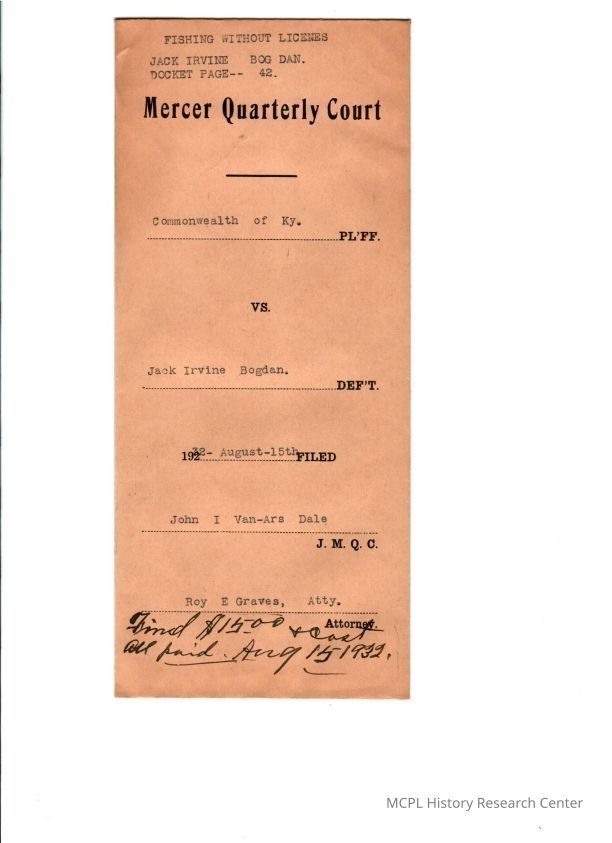 FISHING WITHOUT LICENES
JACK IRVINE BOG DAN.
DOCKET PAGE-- 42.
Mercer Quarterly Court
Commonwealth of Ky.
PL'FF.
VS.
Jack Irvine Bogdan.
DEF'T.
19232- August-15th FILED
John I Van-Ars Dale
J. M. Q. C.
Roy E Graves, Atty.
Attorney.
Fined $15.00 & Cost
all paid. Aug 15 1932.
MCPL History Research Center